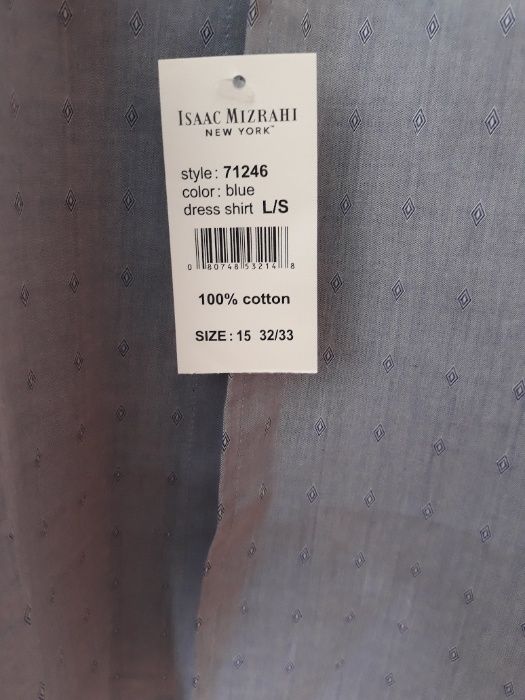 ISAAC MIZRAHI
NEW YORK™
style: 71246
color: blue
dress shirt L/S
0 80748 53214 8
100% cotton
SIZE: 15 32/33